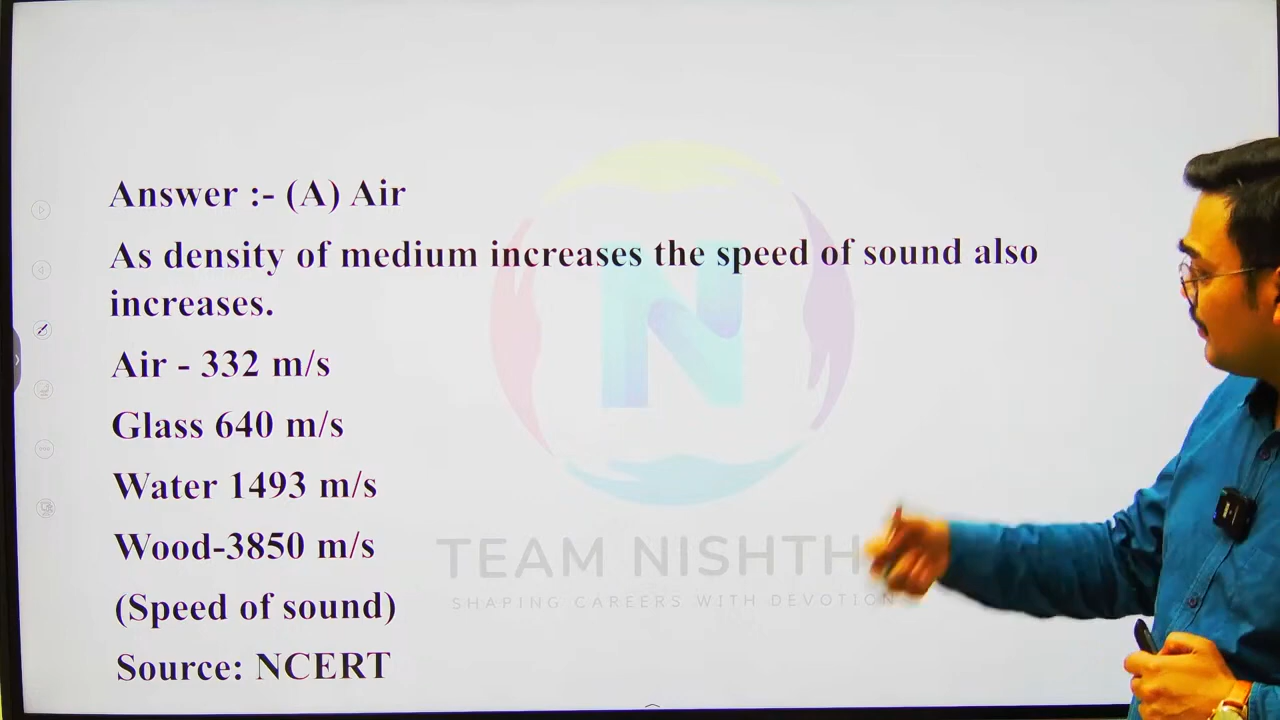 Answer :- (A) Air
As density of medium increases the speed of sound also
increases.
Air - 332 m/s
Glass 640 m/s
Water 1493 m/s
Wood-3850 m/s
(Speed of sound)
Source: NCERT
N
TEAM NISHTH
SHAPING CAREERS WITH DEVOTION